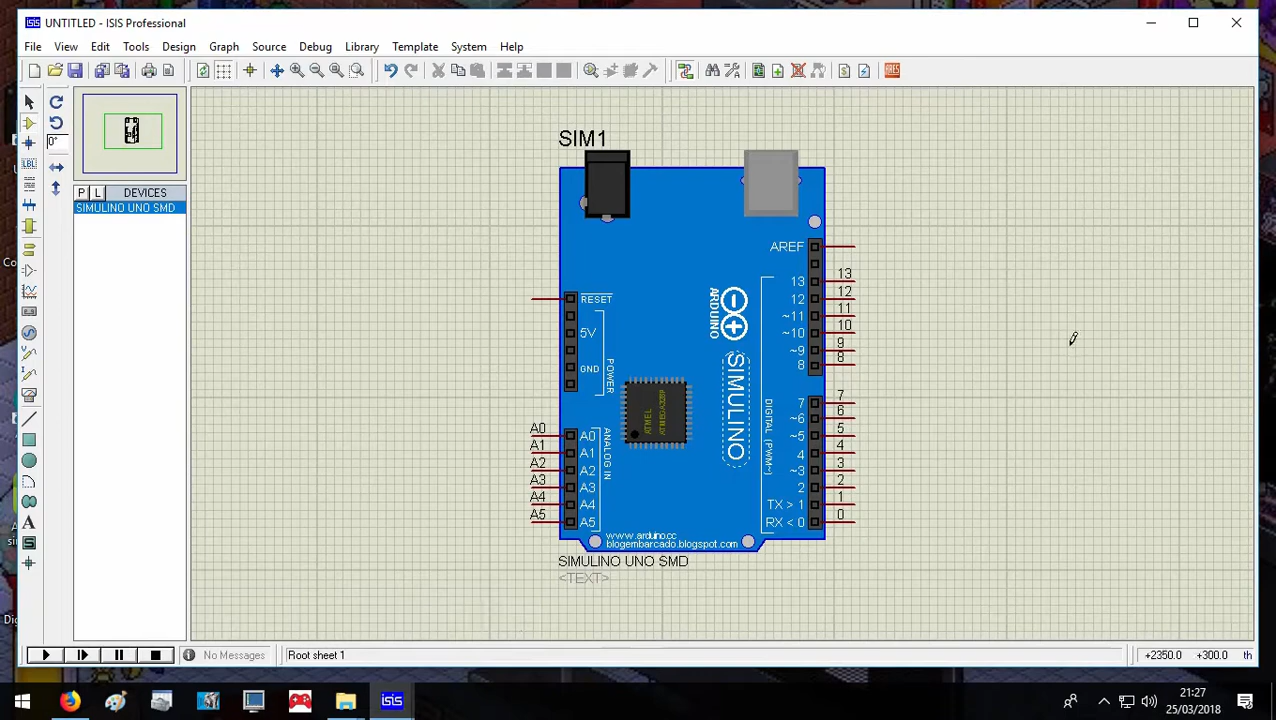 UNTITLED - ISIS Professional
File View Edit Tools Design Graph Source Debug Library Template System Help
ARES
0°
LBL
P L DEVICES
SIMULINO UNO SMD
A
S
SIM1
AREF
RESET
5V
GND
POWER
ARDUINO
SIMULINO
ATMEL
ATMEGA328P
13 13
12 12
~11 11
~10 10
~9 9
8 8
7 7
~6 6
~5 5
4 4
~3 3
2 2
TX > 1 1
RX < 0 0
DIGITAL (PWM~)
A0 A0
A1 A1
A2 A2
A3 A3
A4 A4
A5 A5
ANALOG IN
www.arduino.cc
blogembarcado.blogspot.com
SIMULINO UNO SMD
<TEXT>
No Messages Root sheet 1 +2350.0 +300.0 th
isis
21:27
25/03/2018